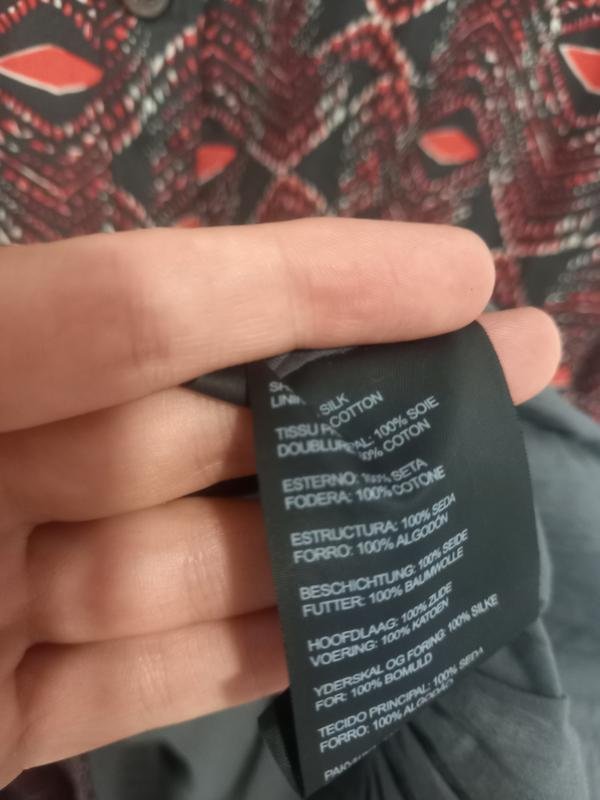 SILK
COTTON
TISSU 100% SOIE
COTON
ESTERNO: 100% SETA
FODERA: 100% COTONE
ESTRUCTURA: 100% SEDA
FORRO: 100% ALGODÓN
BESCHICHTUNG: 100% SEIDE
FUTTER: 100% BAUMWOLLE
HOOFDLAAG: 100% ZIJDE
VOERING: 100% KATOEN
YDERSKAL OG FORING: 100% SILKE
FOR: 100% BOMULD
TECIDO PRINCIPAL: 100% SEDA
FORRO: 100% ALGODAO